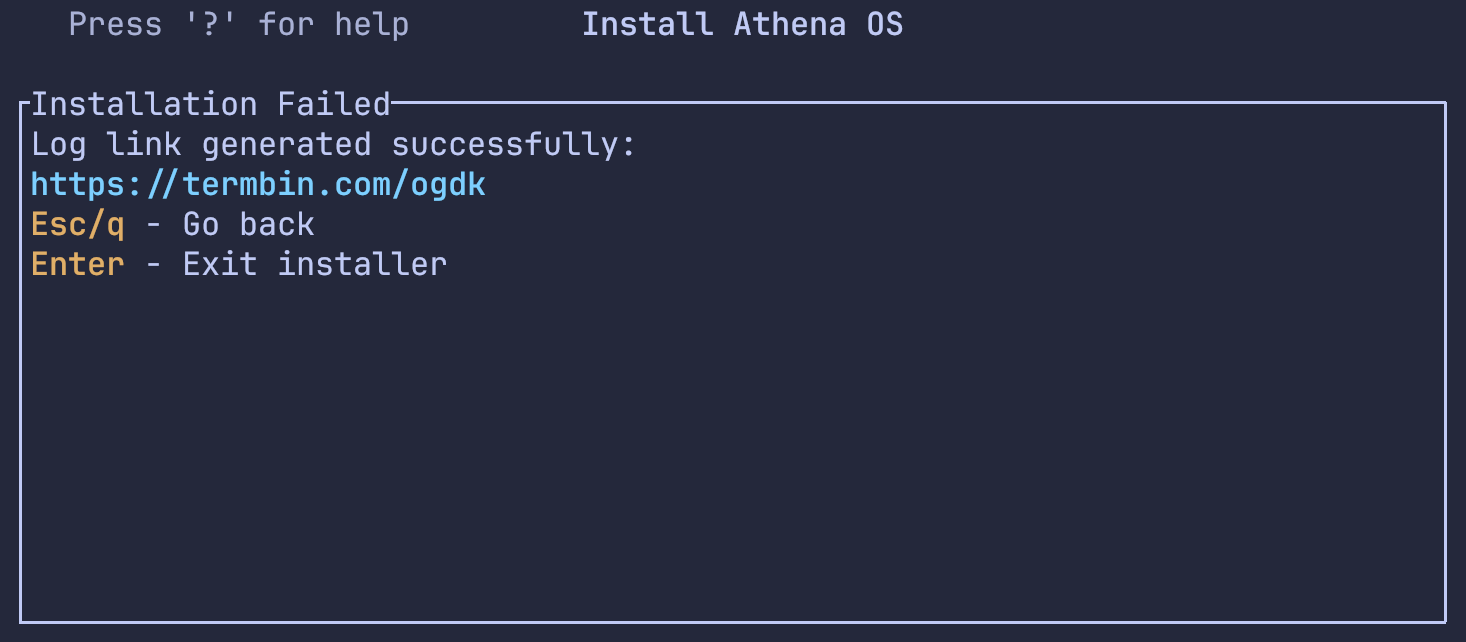 Press '?' for help Install Athena OS
Installation Failed
Log link generated successfully:
https://termbin.com/ogdk
Esc/q - Go back
Enter - Exit installer